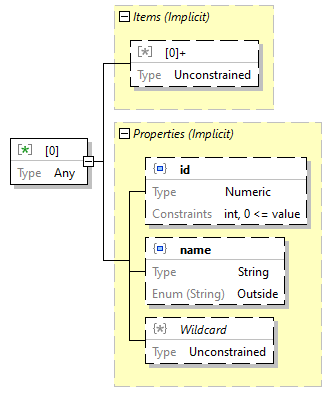 Items (Implicit)
[*] [0]+
Type Unconstrained
[*] [0]
Type Any
Properties (Implicit)
id
Type Numeric
Constraints int, 0 <= value
name
Type String
Enum (String) Outside
{*} Wildcard
Type Unconstrained